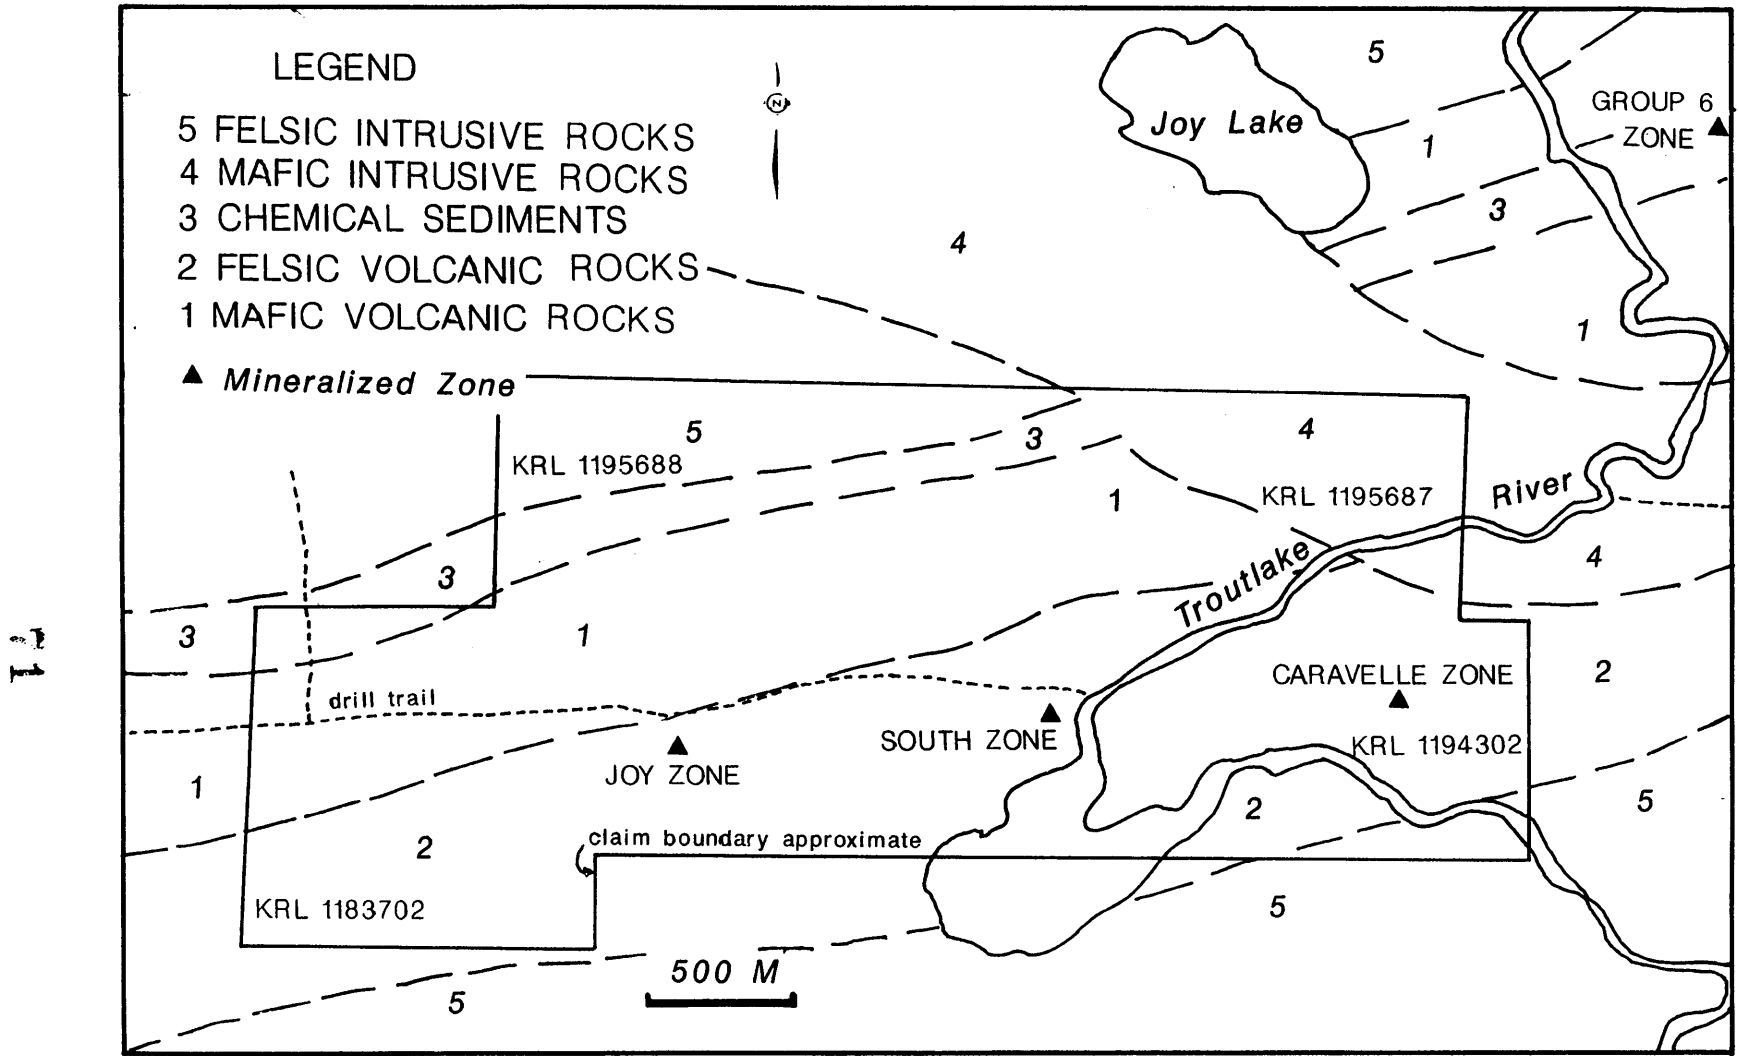 LEGEND
5 FELSIC INTRUSIVE ROCKS
4 MAFIC INTRUSIVE ROCKS
3 CHEMICAL SEDIMENTS
2 FELSIC VOLCANIC ROCKS
1 MAFIC VOLCANIC ROCKS
▲ Mineralized Zone
N
Joy Lake
5
GROUP 6
ZONE
1
3
4
1
5
3
4
KRL 1195688
1
KRL 1195687
River
Troutlake
4
3
3
1
2
drill trail
CARAVELLE ZONE
SOUTH ZONE
KRL 1194302
JOY ZONE
1
2
5
claim boundary approximate
2
KRL 1183702
5
500 M
5
71